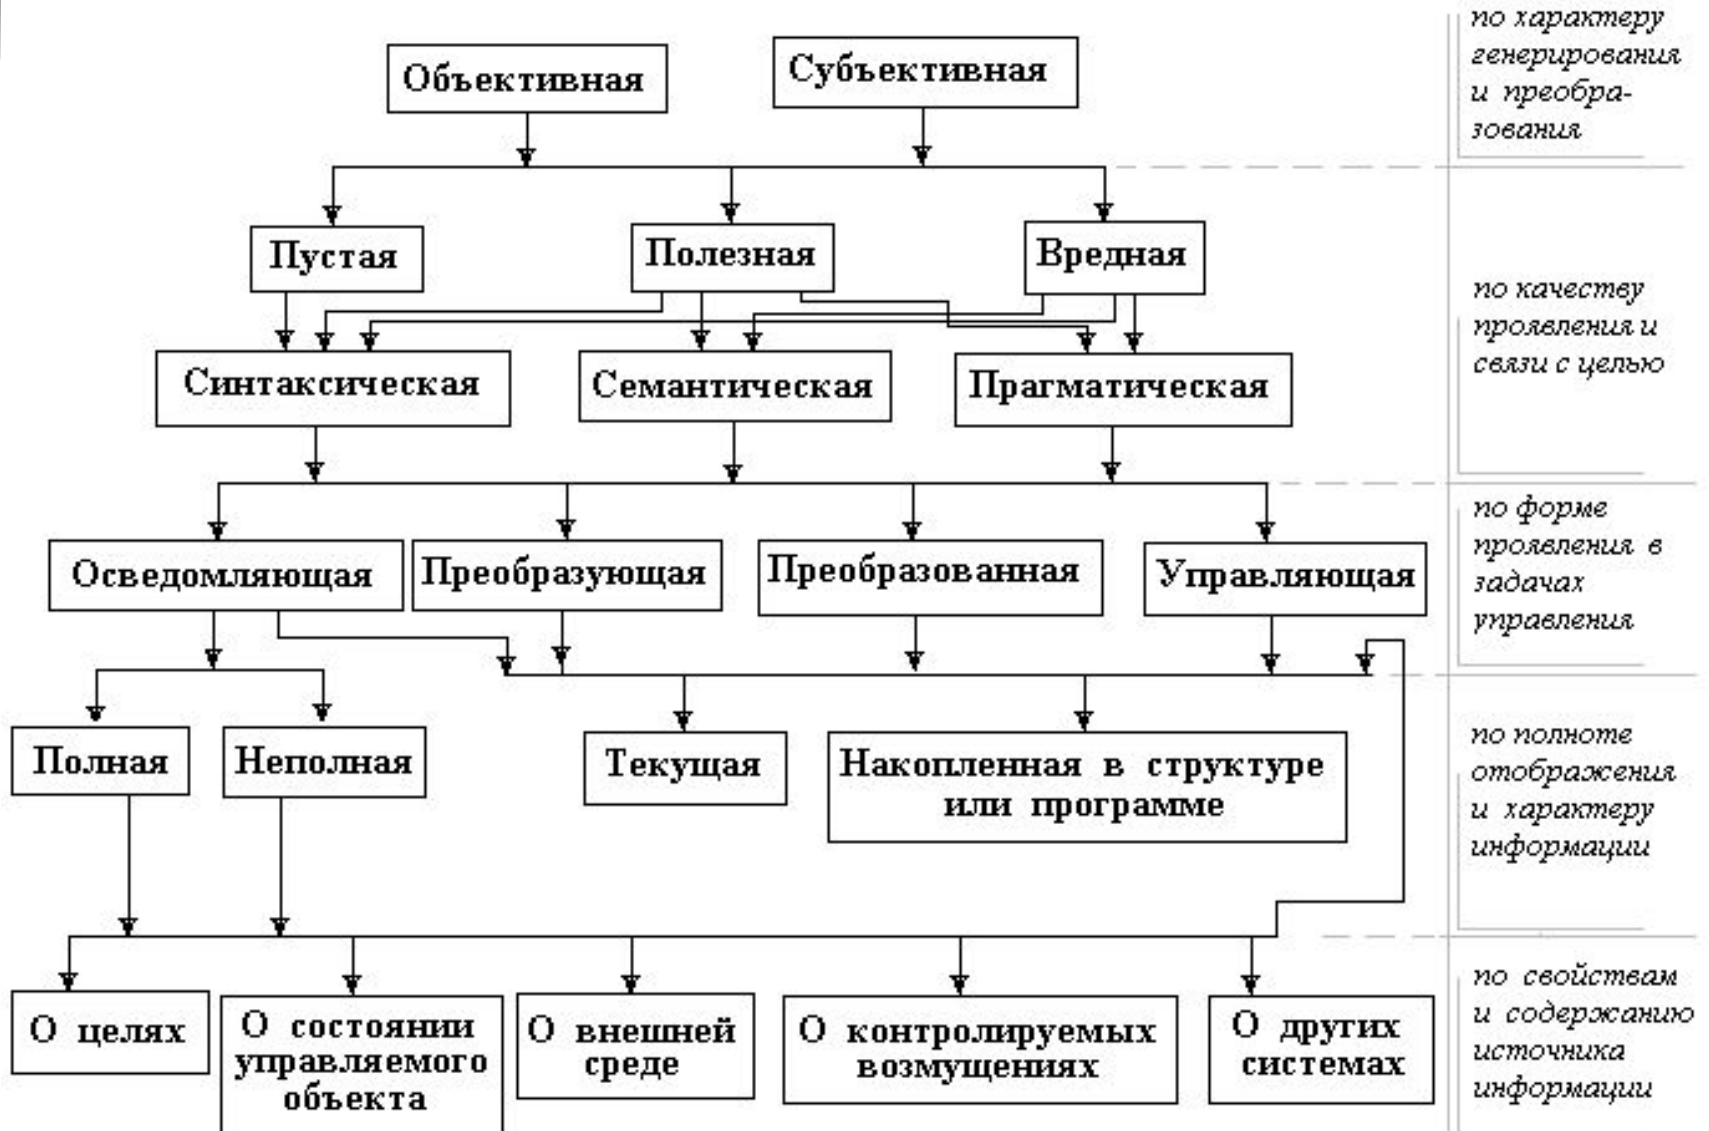 Объективная
Субъективная
по характеру
генерирования
и преобра-
зования
Пустая
Полезная
Вредная
Синтаксическая
Семантическая
Прагматическая
по качеству
проявления и
связи с целью
Осведомляющая
Преобразующая
Преобразованная
Управляющая
по форме
проявления в
задачах
управления
Полная
Неполная
Текущая
Накопленная в структуре
или программе
по полноте
отображения
и характеру
информации
О целях
О состоянии
управляемого
объекта
О внешней
среде
О контролируемых
возмущениях
О других
системах
по свойствам
и содержанию
источника
информации